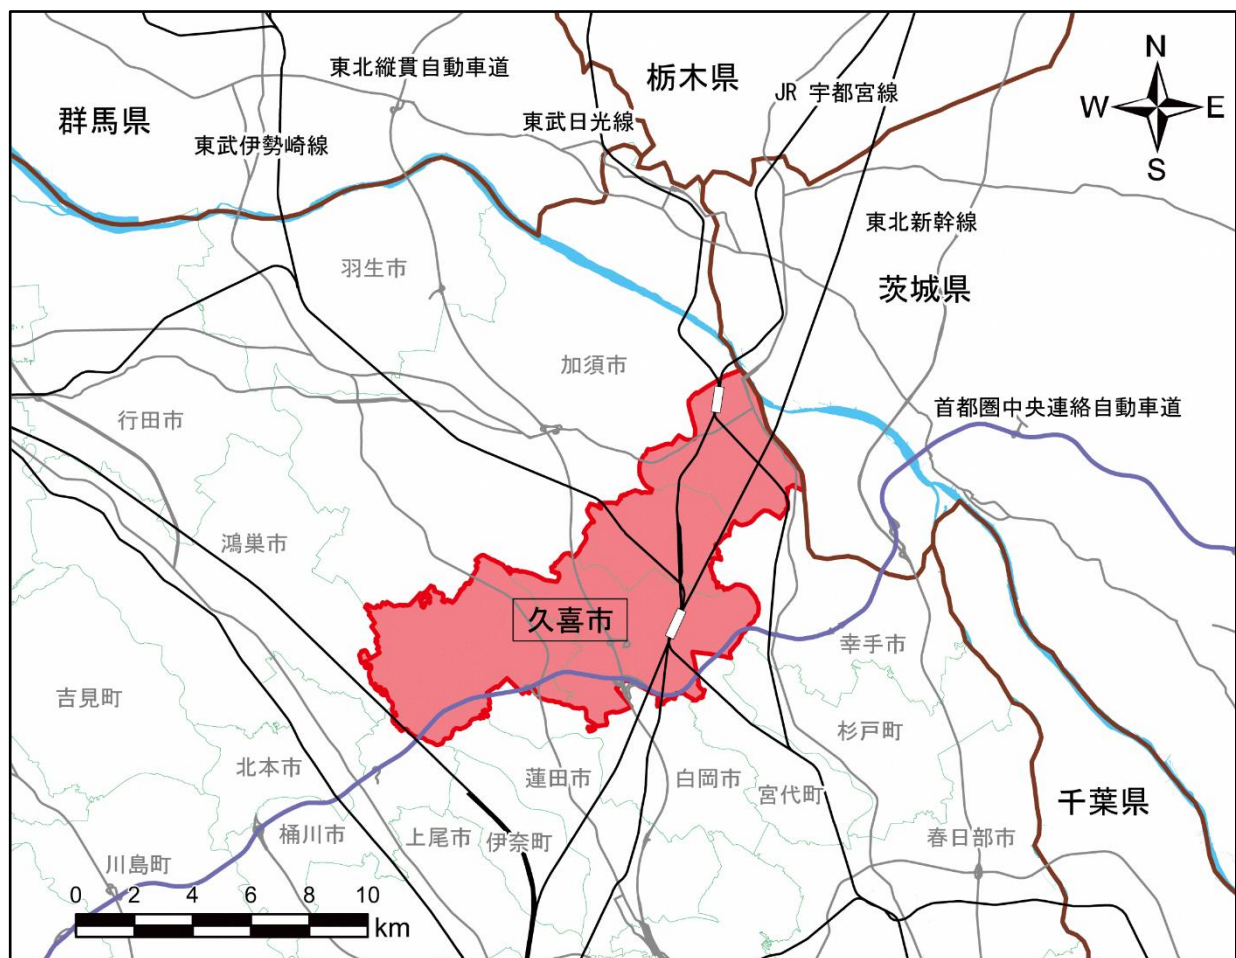 N
東北縦貫自動車道
栃木県
JR 宇都宮線
W
E
群馬県
東武日光線
東武伊勢崎線
S
東北新幹線
羽生市
茨城県
加須市
首都圏中央連絡自動車道
行田市
鴻巣市
久喜市
幸手市
吉見町
杉戸町
北本市
蓮田市
白岡市
宮代町
千葉県
桶川市
上尾市
伊奈町
春日部市
川島町
0 2 4 6 8 10
km